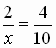 2/x = 4/10